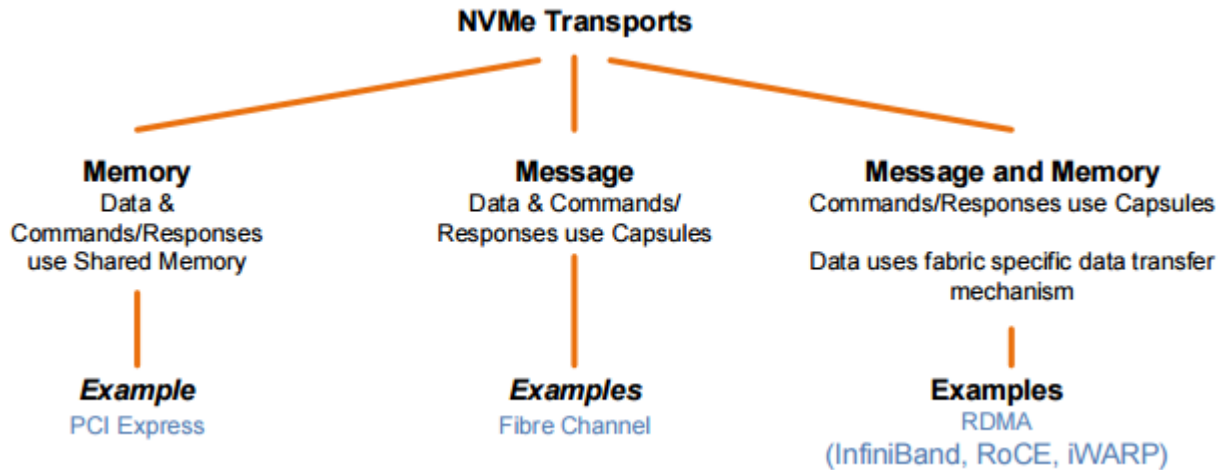 NVMe Transports
Memory
Data &
Commands/Responses
use Shared Memory
Example
PCI Express
Message
Data & Commands/
Responses use Capsules
Examples
Fibre Channel
Message and Memory
Commands/Responses use Capsules
Data uses fabric specific data transfer
mechanism
Examples
RDMA
(InfiniBand, RoCE, iWARP)